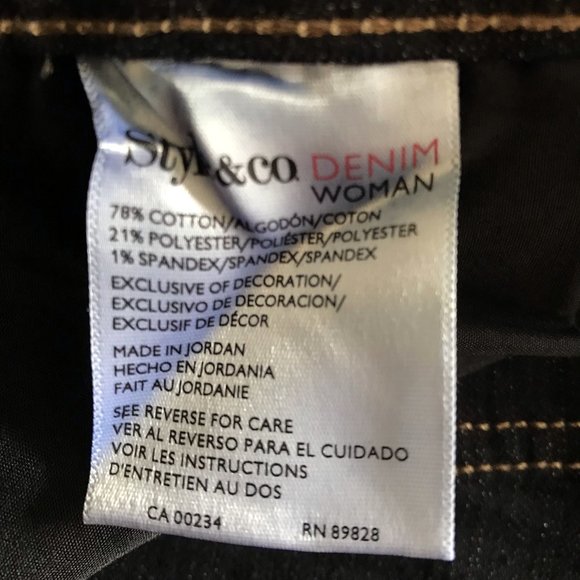 Styl&co. DENIM
WOMAN
78% COTTON/ALGODÓN/COTON
21% POLYESTER/POLIÉSTER/POLYESTER
1% SPANDEX/SPANDEX/SPANDEX
EXCLUSIVE OF DECORATION/
EXCLUSIVO DE DECORACION/
EXCLUSIF DE DÉCOR
MADE IN JORDAN
HECHO EN JORDANIA
FAIT AU JORDANIE
SEE REVERSE FOR CARE
VER AL REVERSO PARA EL CUIDADO
VOIR LES INSTRUCTIONS
D'ENTRETIEN AU DOS
CA 00234 RN 89828